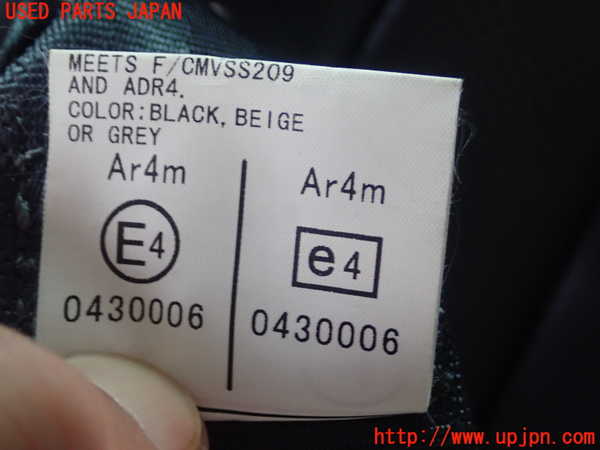 USED PARTS JAPAN
MEETS F/CMVSS209
AND ADR4.
COLOR:BLACK, BEIGE
OR GREY
Ar4m
E4
0430006
Ar4m
e4
0430006
http://www.upjpn.com